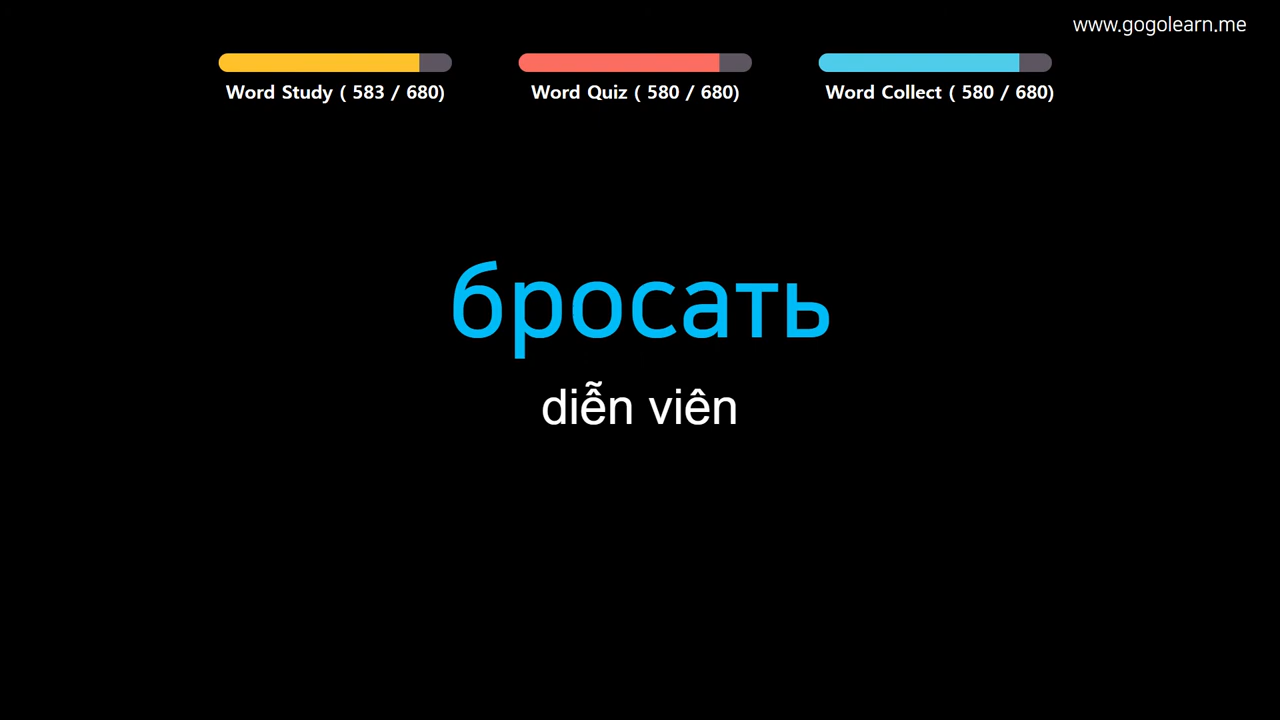 www.gogolearn.me
Word Study ( 583 / 680)
Word Quiz ( 580 / 680)
Word Collect ( 580 / 680)
бросать
diễn viên